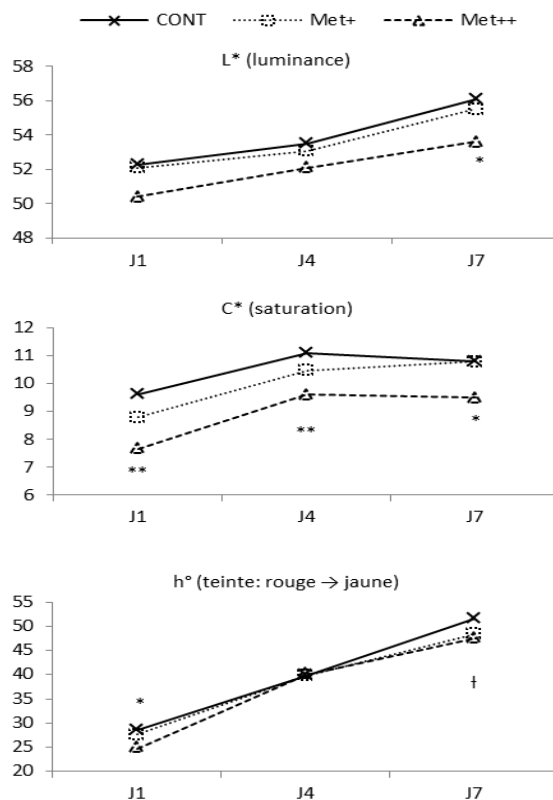 CONT Met+ Met++
L* (luminance)
58
56
54
52
50
48
*
J1 J4 J7
C* (saturation)
12
11
10
9
8
7
6
** ** *
J1 J4 J7
h° (teinte: rouge → jaune)
55
50
45
40
35
30
25
20
* ƚ
J1 J4 J7